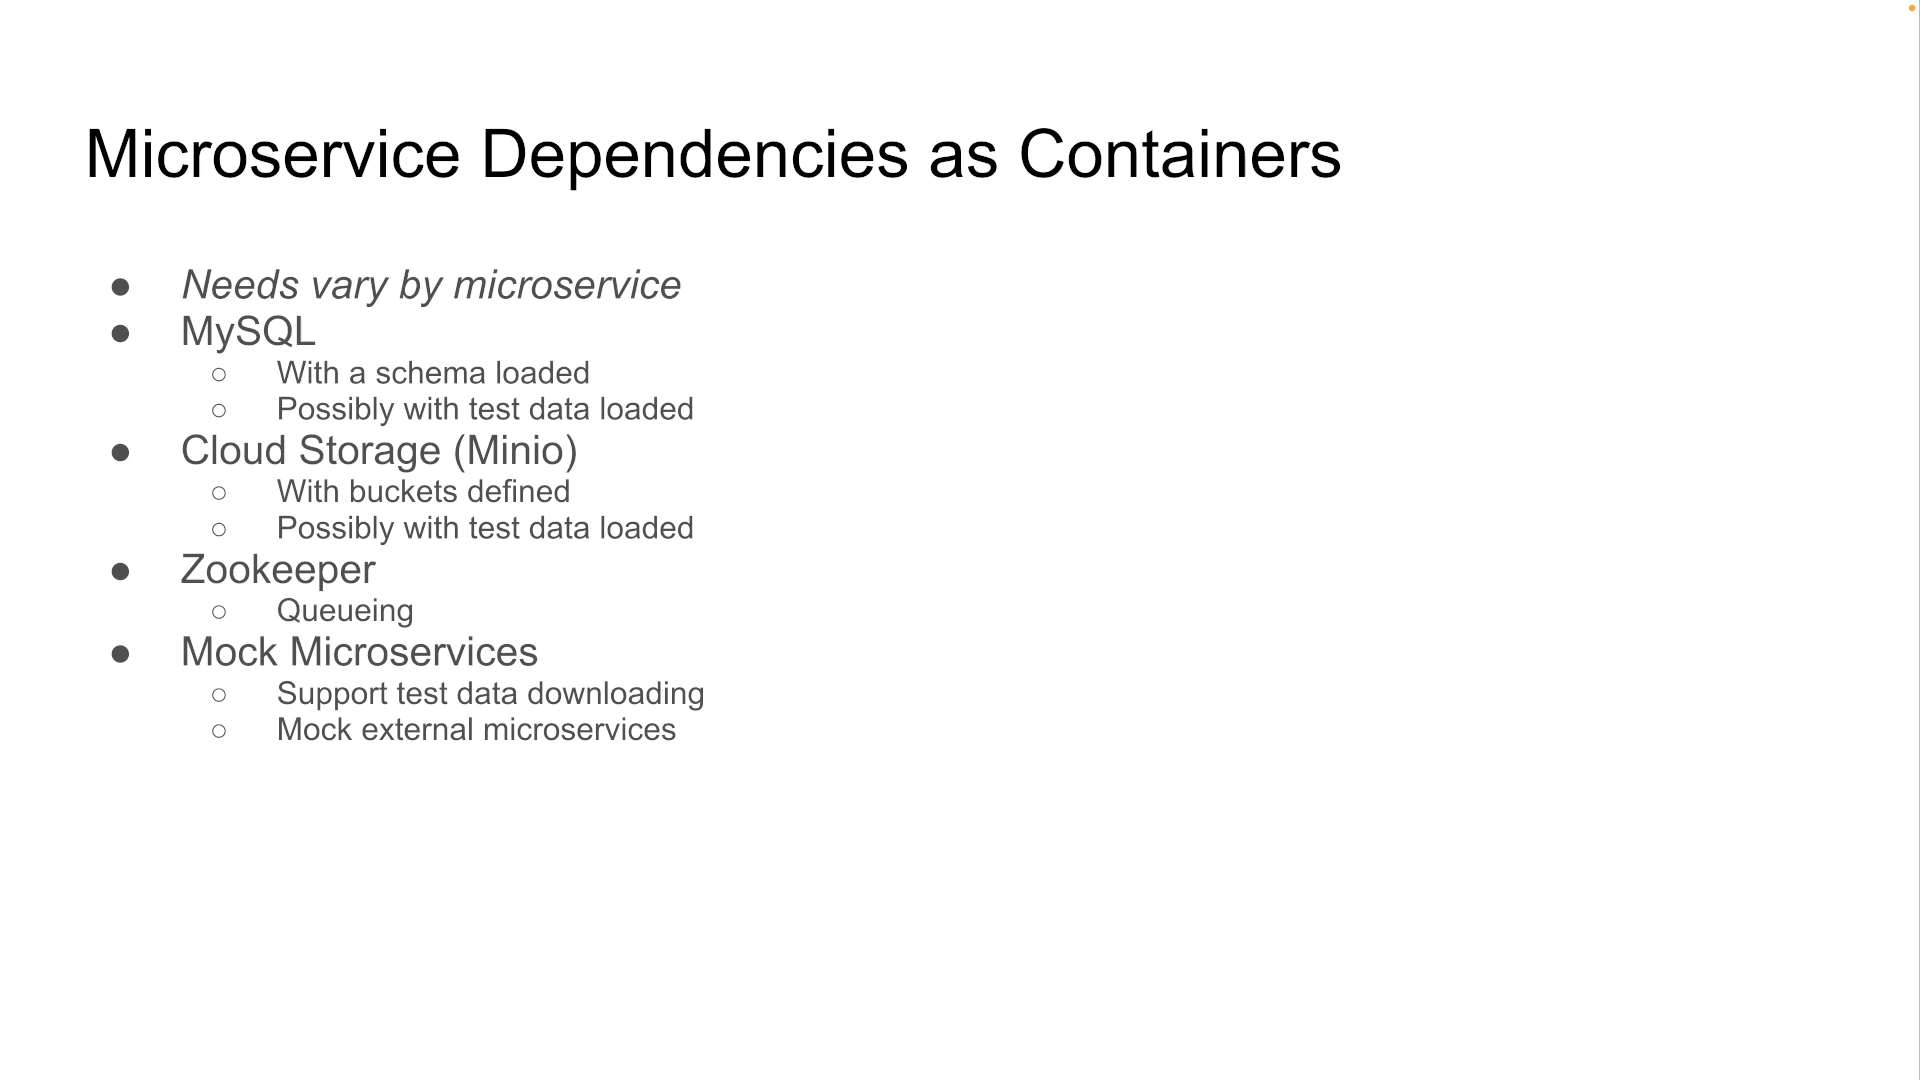 Microservice Dependencies as Containers
● Needs vary by microservice
● MySQL
○ With a schema loaded
○ Possibly with test data loaded
● Cloud Storage (Minio)
○ With buckets defined
○ Possibly with test data loaded
● Zookeeper
○ Queueing
● Mock Microservices
○ Support test data downloading
○ Mock external microservices